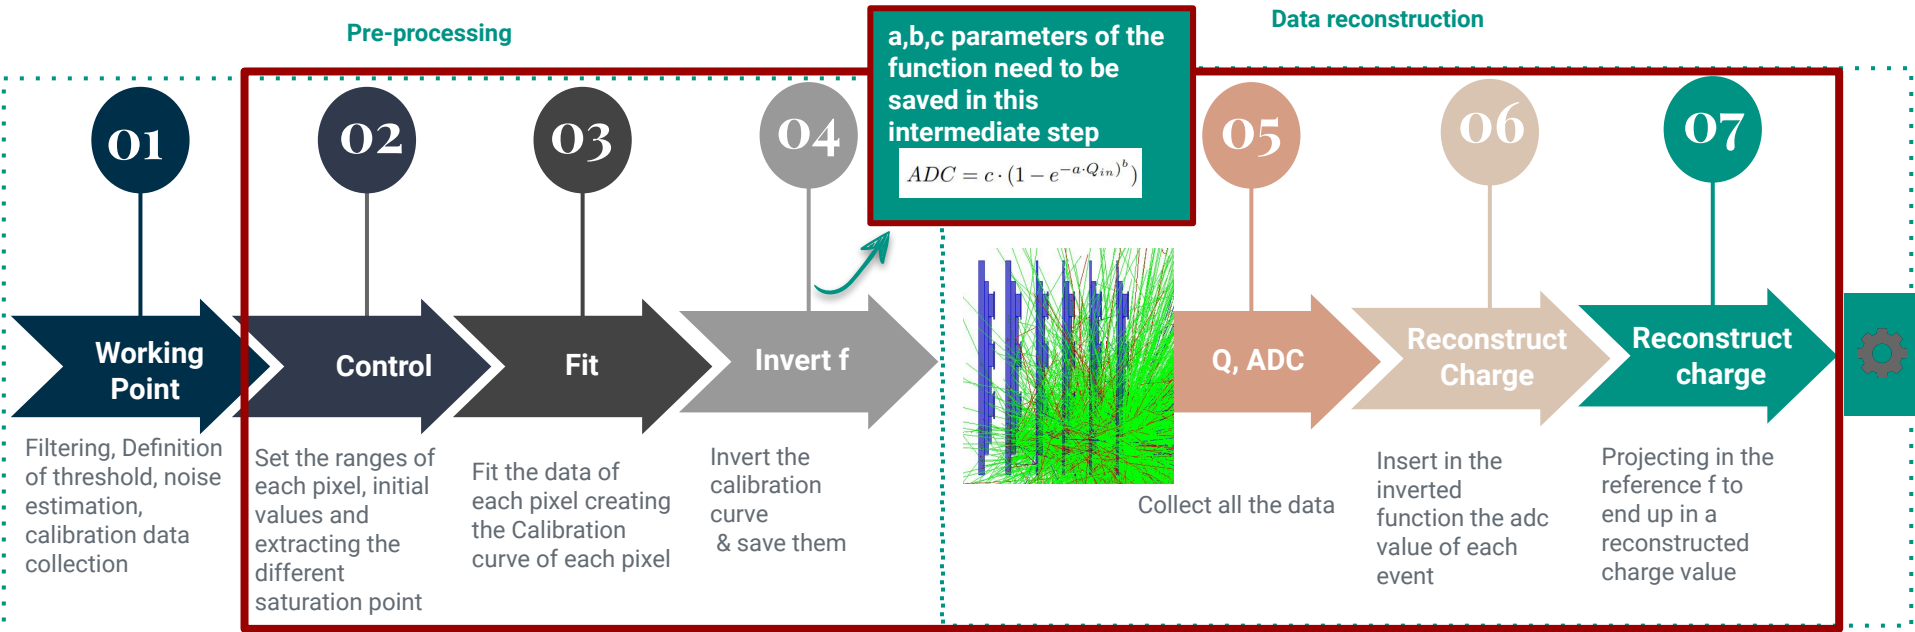 Pre-processing
Data reconstruction
a,b,c parameters of the
function need to be
saved in this
intermediate step
ADC = c · (1 − e^{−a·Q_{in}})^b)
01
02
03
04
05
06
07
Working
Point
Control
Fit
Invert f
Q, ADC
Reconstruct
Charge
Reconstruct
charge
Filtering, Definition
of threshold, noise
estimation,
calibration data
collection
Set the ranges of
each pixel, initial
values and
extracting the
different
saturation point
Fit the data of
each pixel creating
the Calibration
curve of each pixel
Invert the
calibration
curve
& save them
Collect all the data
Insert in the
inverted
function the adc
value of each
event
Projecting in the
reference f to
end up in a
reconstructed
charge value